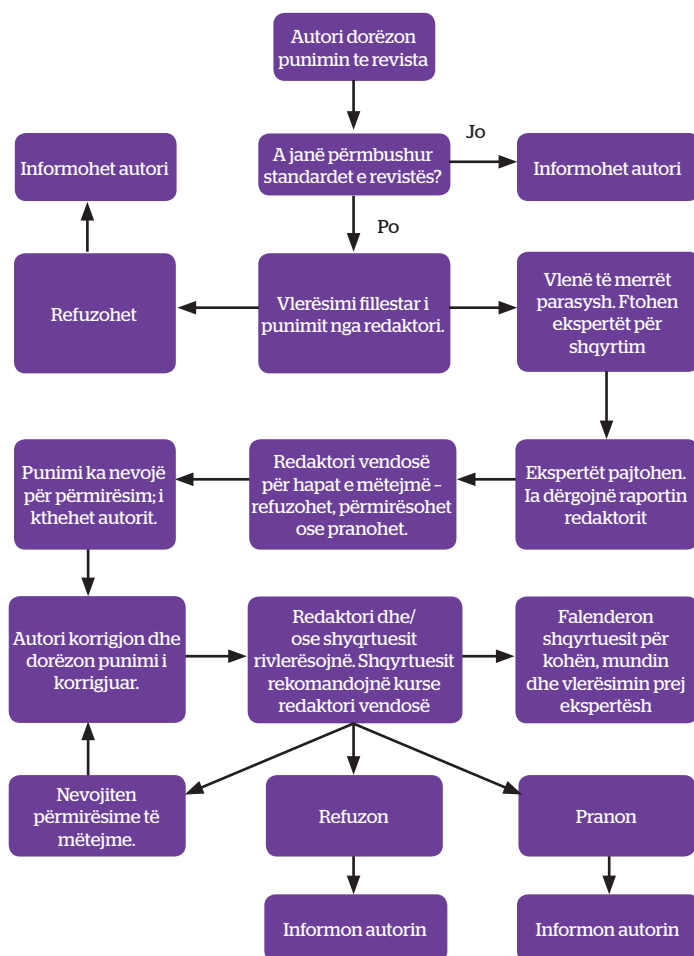 Autori dorëzon
punimin te revista
Jo
Informohet autori
A janë përmbushur
standardet e revistës?
Informohet autori
Po
Refuzohet
Vlerësimi fillestar i
punimit nga redaktori.
Vlenë të merrët
parasysh. Ftohen
ekspertët për
shqyrtim
Punimi ka nevojë
për përmirësim; i
kthehet autorit.
Redaktori vendosë
për hapat e mëtejmë –
refuzohet, përmirësohet
ose pranohet.
Ekspertët pajtohen.
Ia dërgojnë raportin
redaktorit
Autori korrigjon dhe
dorëzon punimi i
korrigjuar.
Redaktori dhe/
ose shyqrtuesit
rivlerësojnë. Shqyrtuesit
rekomandojnë kurse
redaktori vendosë
Falenderon
shqyrtuesit për
kohën, mundin
dhe vlerësimin prej
ekspertësh
Nevojiten
përmirësime të
mëtejme.
Refuzon
Pranon
Informon autorin
Informon autorin